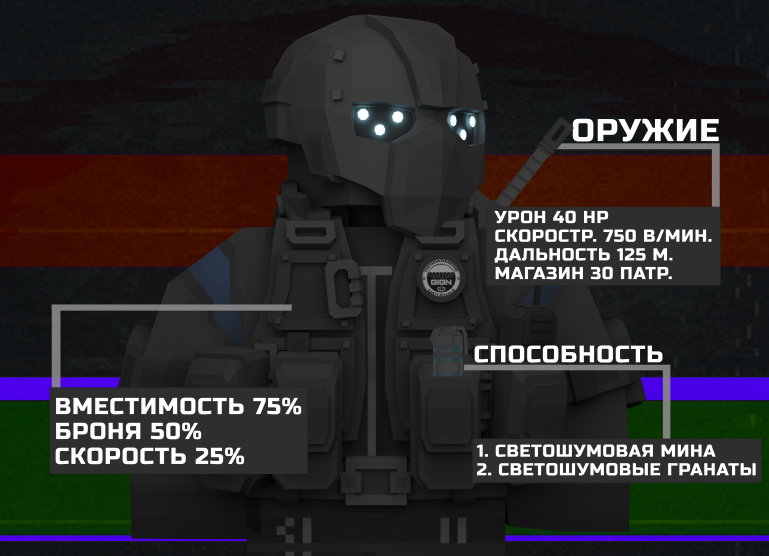 ОРУЖИЕ
УРОН 40 HP
СКОРОСТР. 750 В/МИН.
ДАЛЬНОСТЬ 125 М.
МАГАЗИН 30 ПАТР.
GIGN
СПОСОБНОСТЬ
ВМЕСТИМОСТЬ 75%
БРОНЯ 50%
СКОРОСТЬ 25%
1. СВЕТОШУМОВАЯ МИНА
2. СВЕТОШУМОВЫЕ ГРАНАТЫ